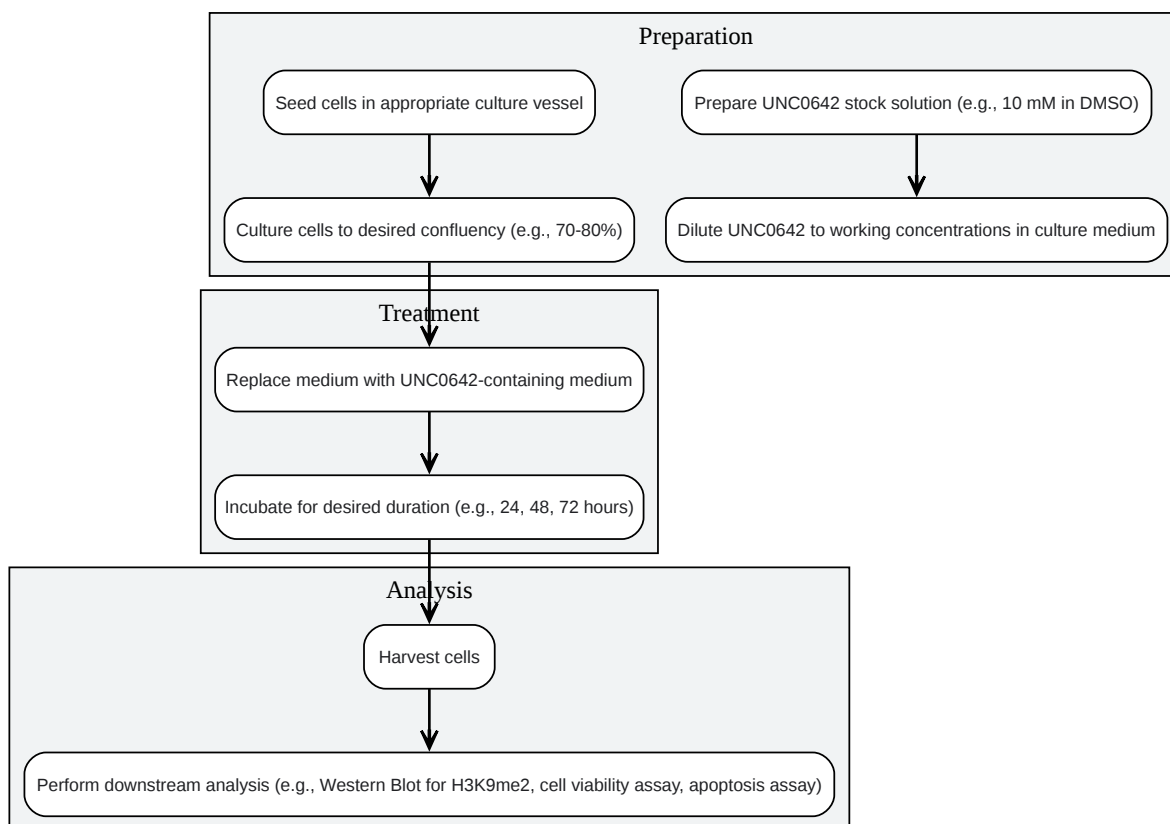 Preparation
Seed cells in appropriate culture vessel
Prepare UNC0642 stock solution (e.g., 10 mM in DMSO)
Culture cells to desired confluency (e.g., 70-80%)
Dilute UNC0642 to working concentrations in culture medium
Treatment
Replace medium with UNC0642-containing medium
Incubate for desired duration (e.g., 24, 48, 72 hours)
Analysis
Harvest cells
Perform downstream analysis (e.g., Western Blot for H3K9me2, cell viability assay, apoptosis assay)